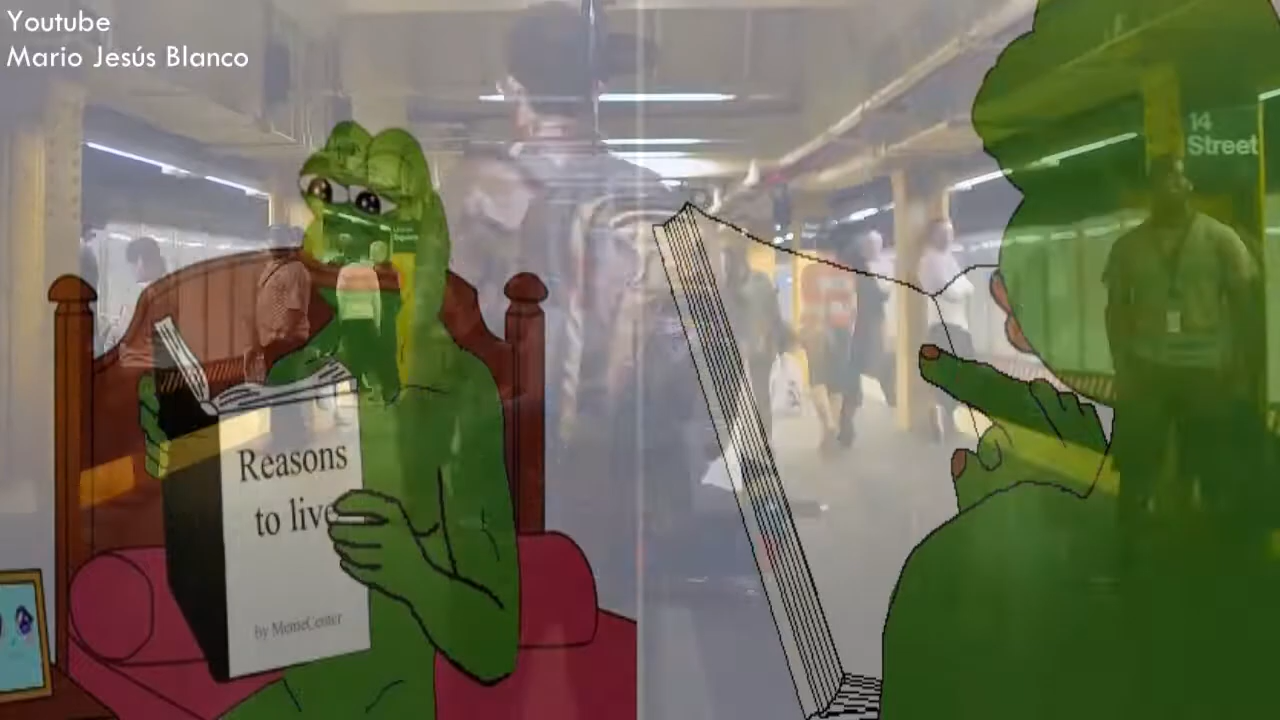 Youtube
Mario Jesús Blanco
14
Street
Reasons
to live
by MemeCenter